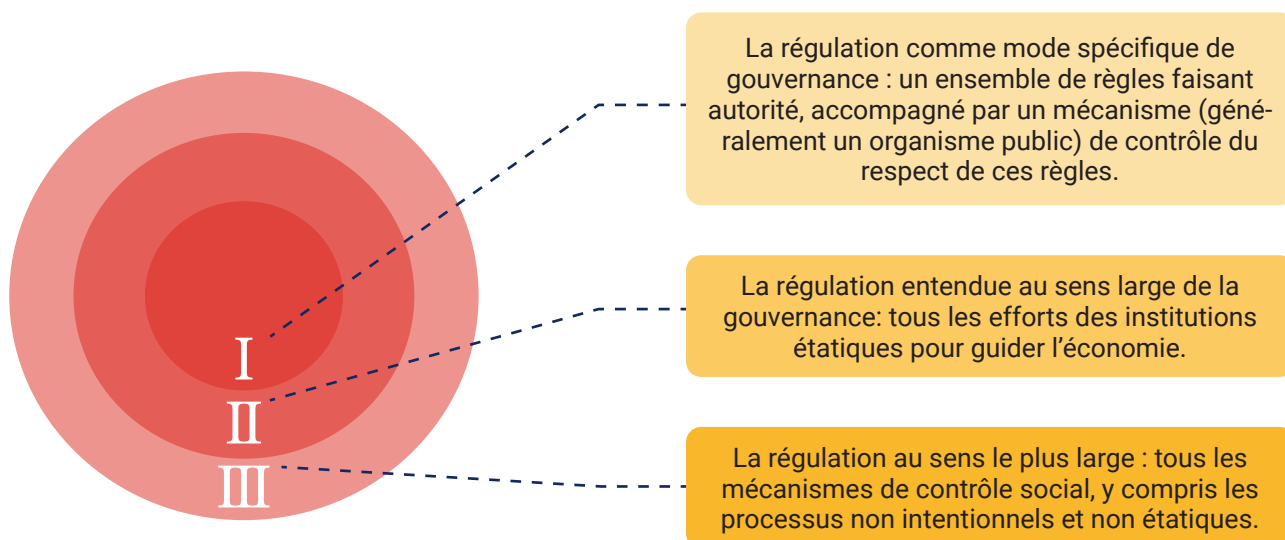 La régulation comme mode spécifique de
gouvernance : un ensemble de règles faisant
autorité, accompagné par un mécanisme (géné-
ralement un organisme public) de contrôle du
respect de ces règles.
La régulation entendue au sens large de la
gouvernance: tous les efforts des institutions
étatiques pour guider l’économie.
La régulation au sens le plus large : tous les
mécanismes de contrôle social, y compris les
processus non intentionnels et non étatiques.
I
II
III